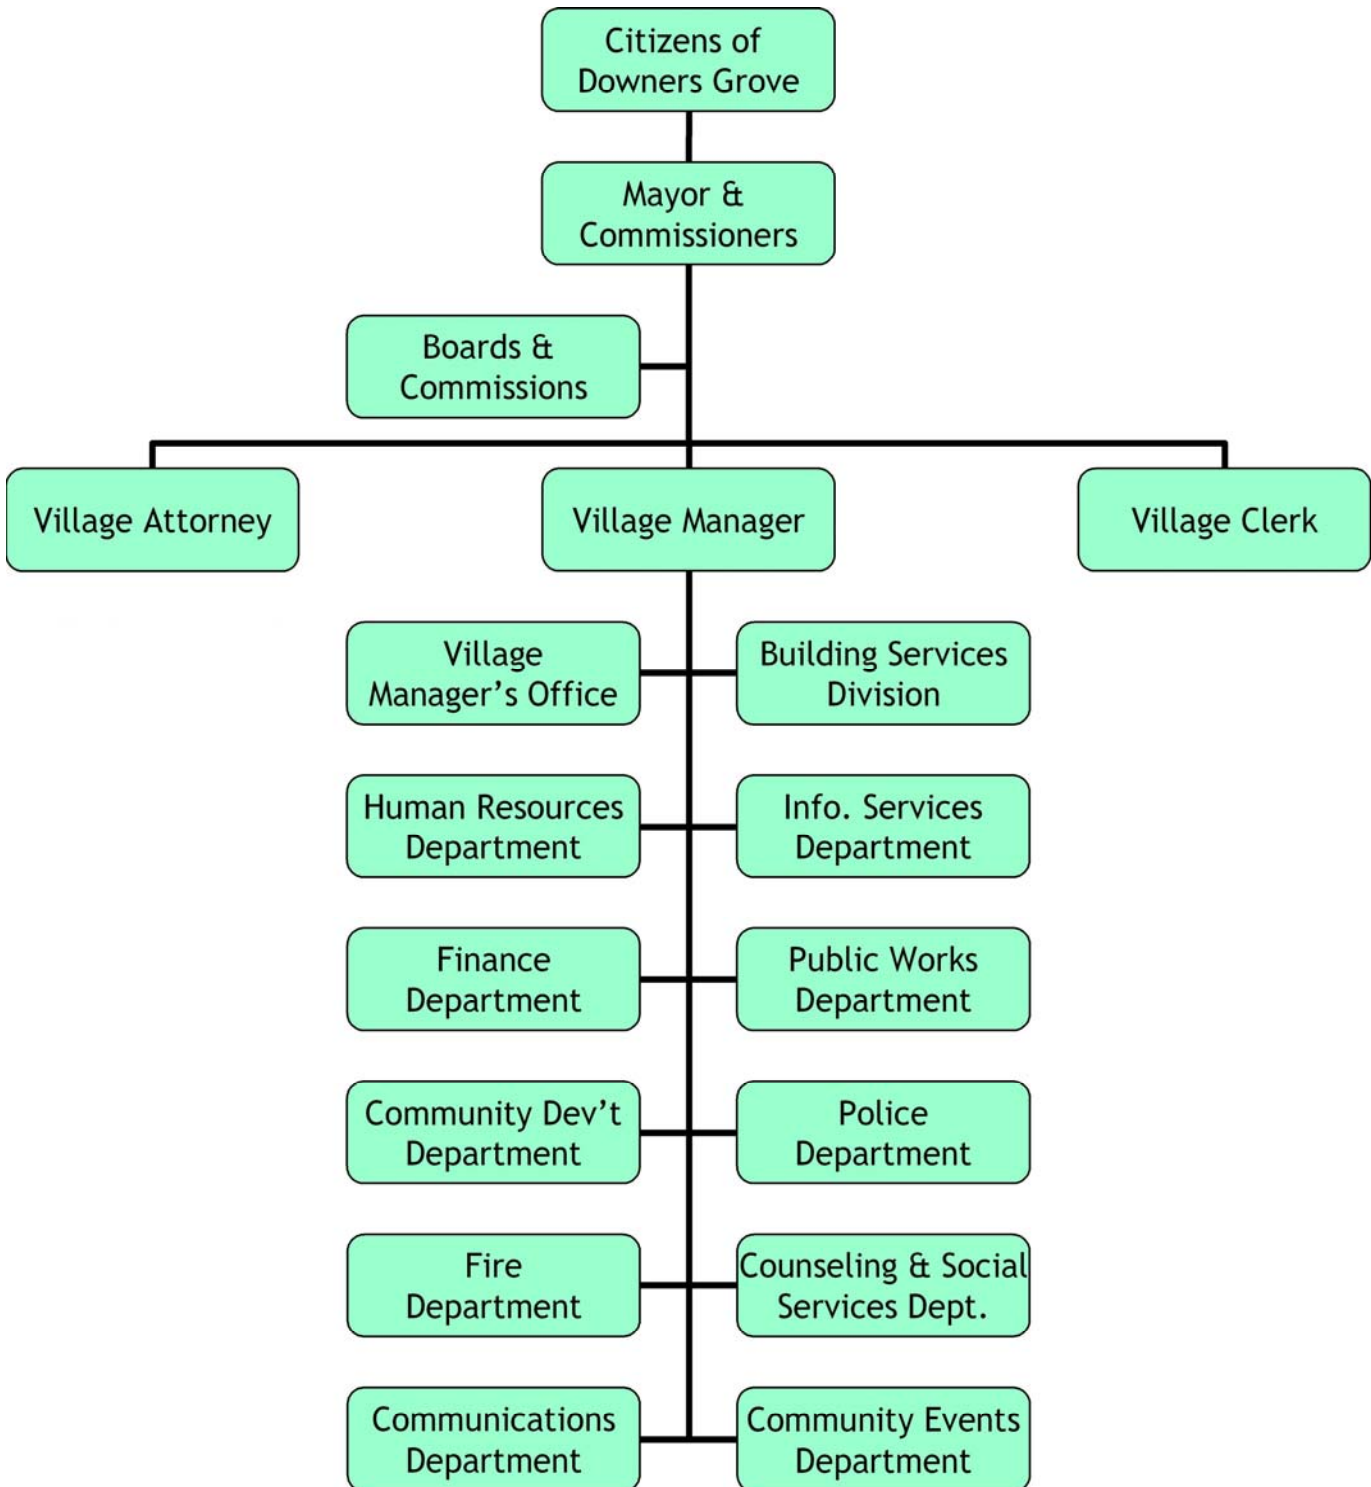 Citizens of
Downers Grove
Mayor &
Commissioners
Boards &
Commissions
Village Attorney
Village Manager
Village Clerk
Village
Manager’s Office
Building Services
Division
Human Resources
Department
Info. Services
Department
Finance
Department
Public Works
Department
Community Dev’t
Department
Police
Department
Fire
Department
Counseling & Social
Services Dept.
Communications
Department
Community Events
Department